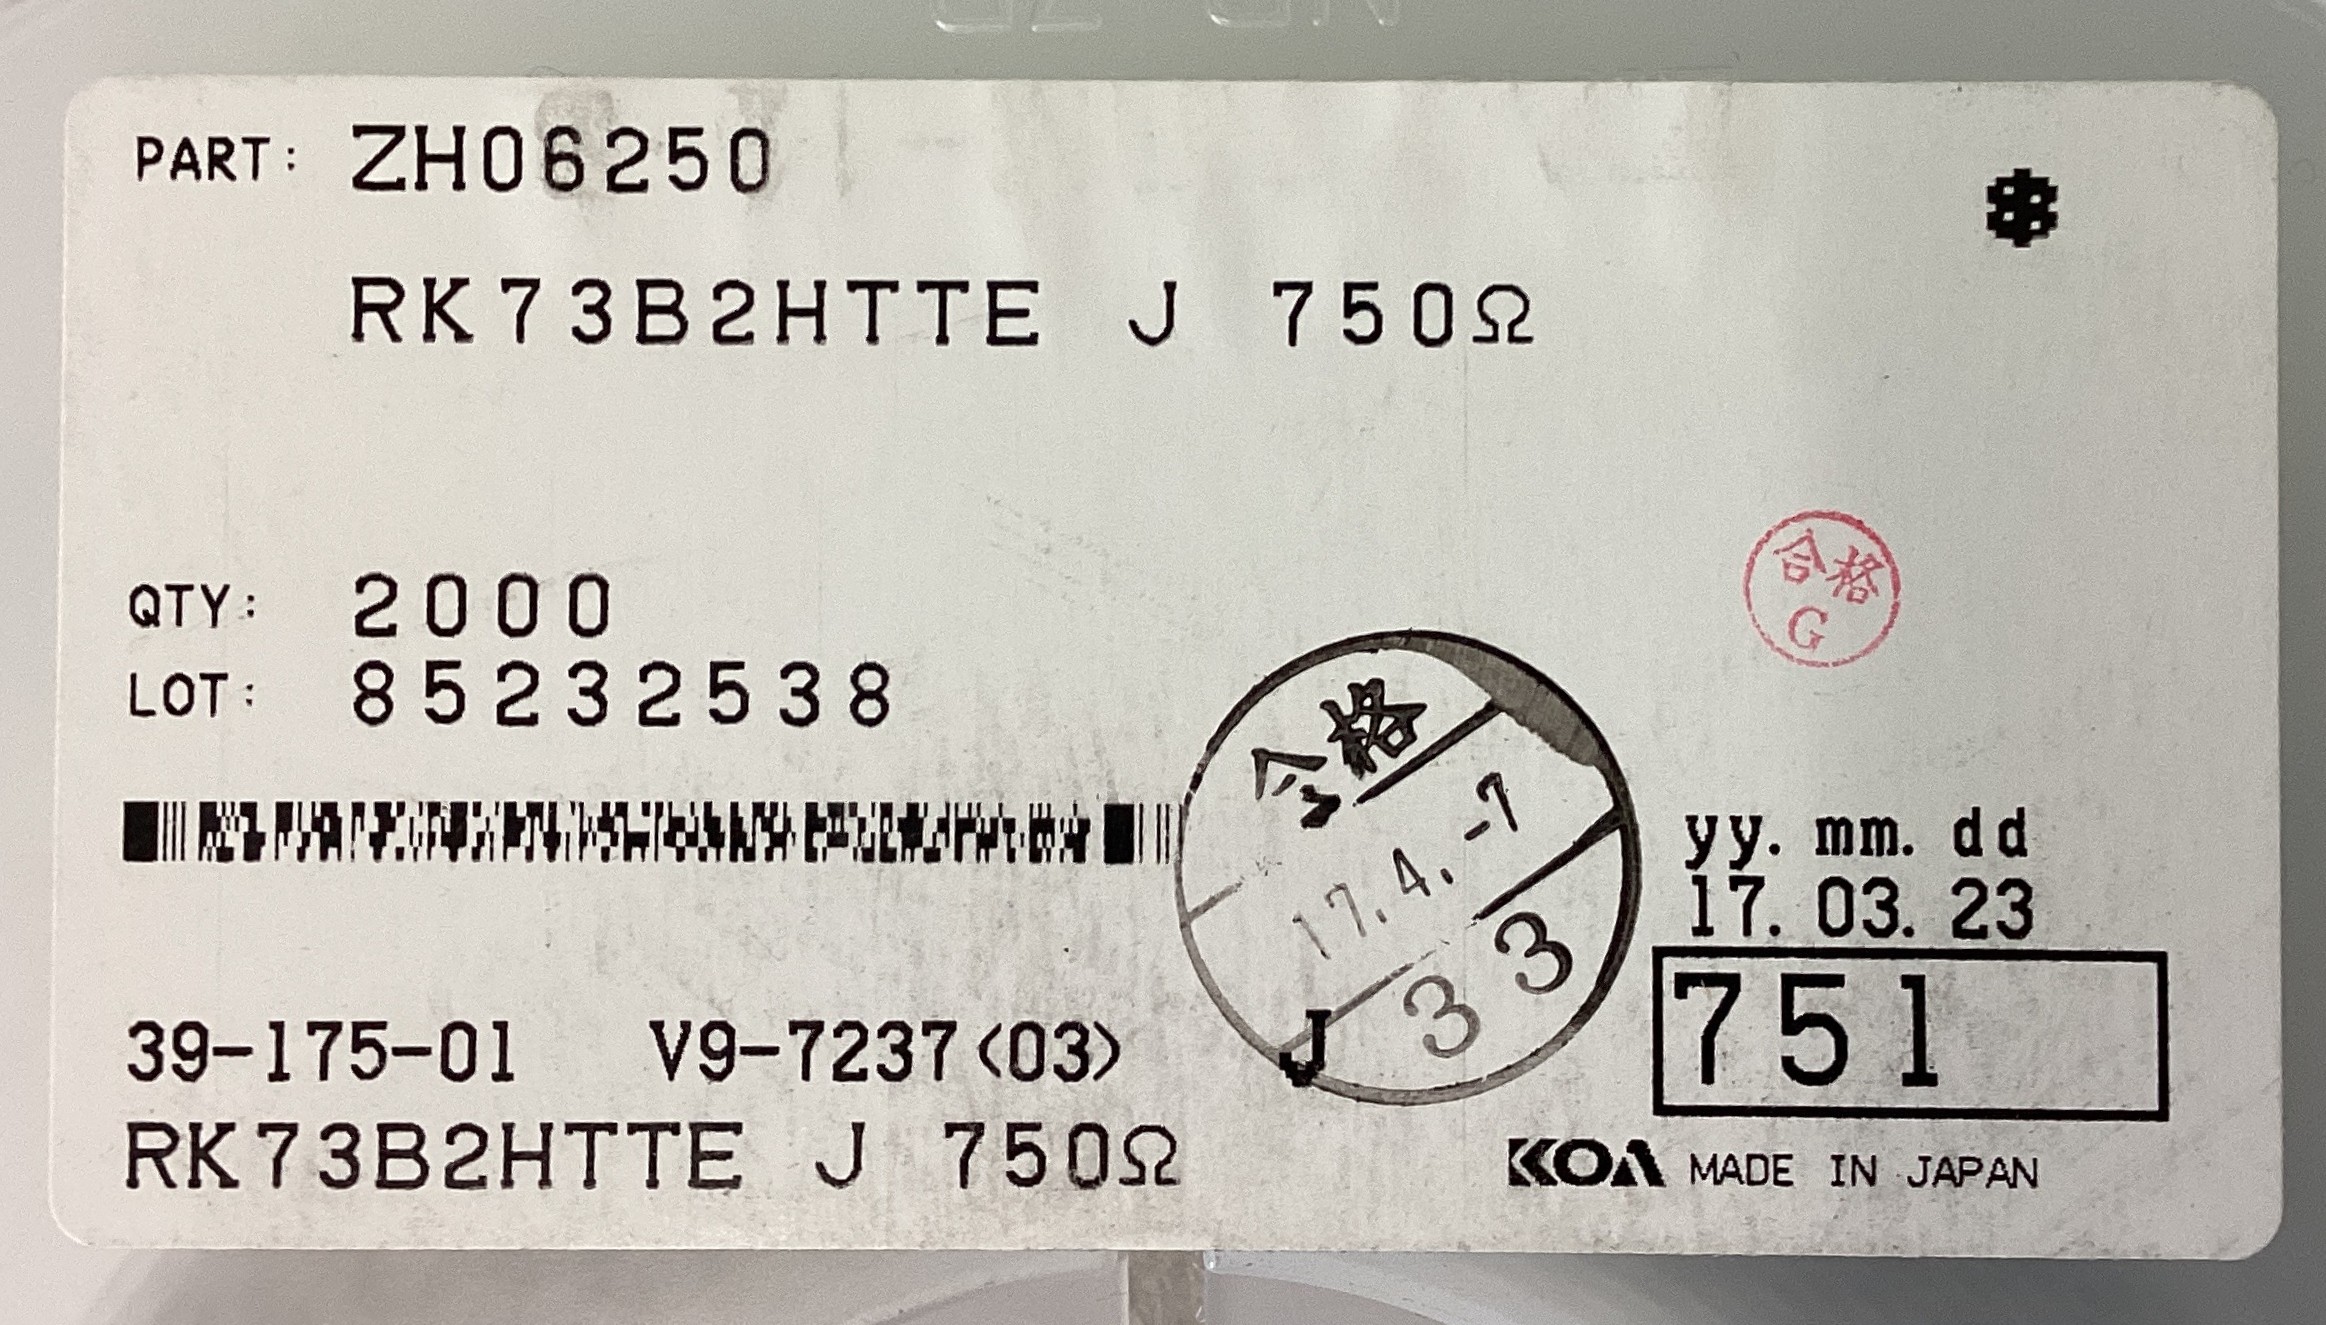 PART: ZH06250
RK73B2HTTE J 750Ω
合格
G
QTY: 2000
LOT: 85232538
合格
17.4.-7
33
yy. mm. dd
17. 03. 23
751
39-175-01 V9-7237<03> J
RK73B2HTTE J 750Ω
KOA MADE IN JAPAN